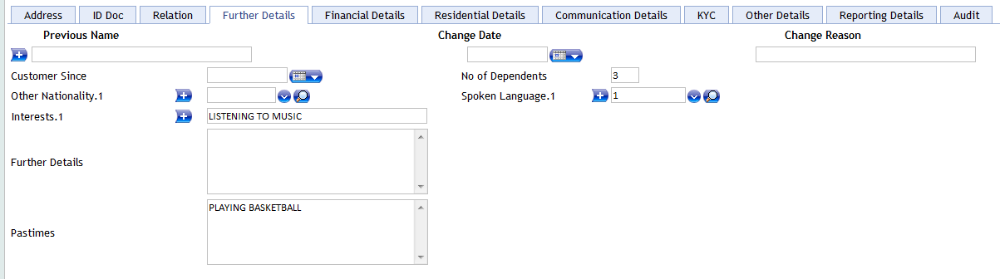 Address ID Doc Relation Further Details Financial Details Residential Details Communication Details KYC Other Details Reporting Details Audit
Previous Name Change Date Change Reason
Customer Since No of Dependents 3
Other Nationality.1 Spoken Language.1 1
Interests.1 LISTENING TO MUSIC
Further Details
PLAYING BASKETBALL
Pastimes